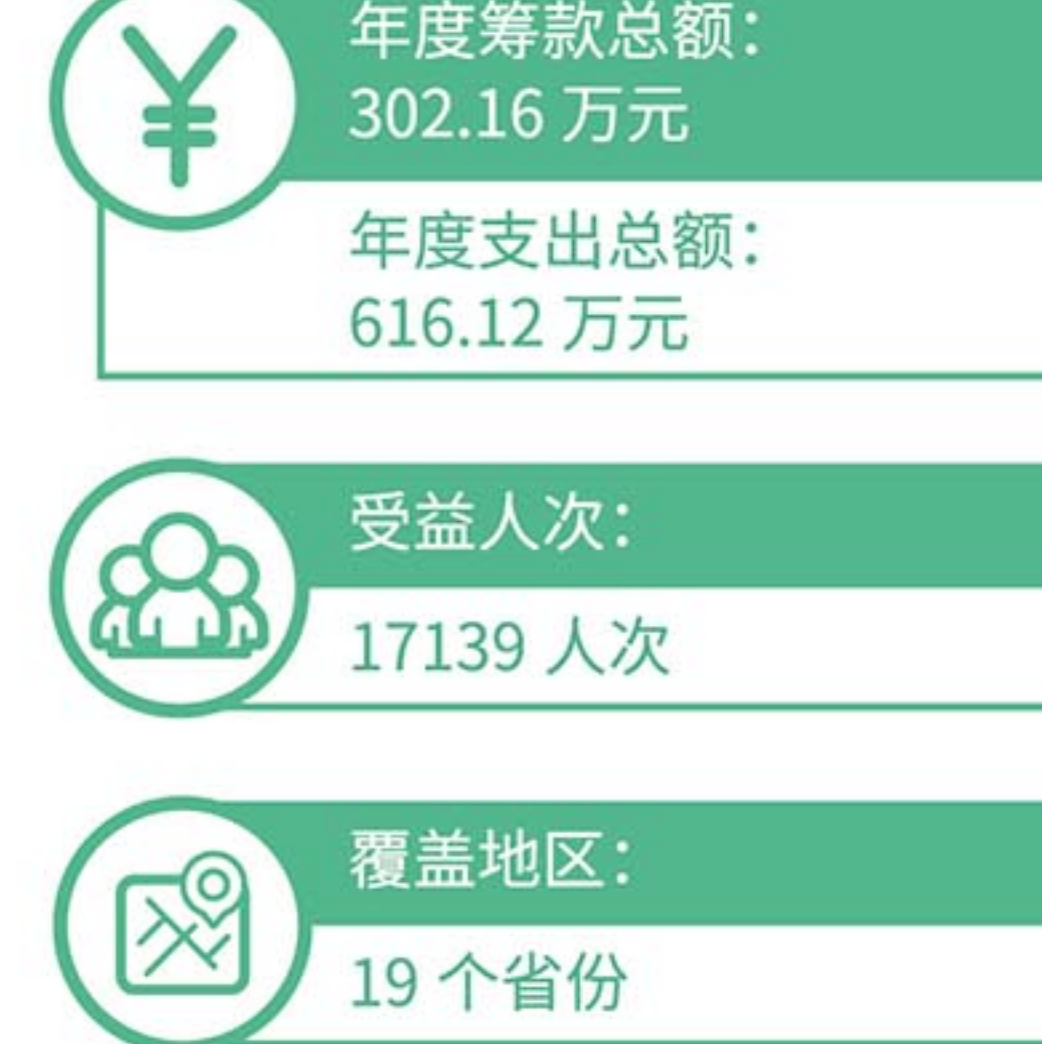 年度筹款总额：
302.16 万元
年度支出总额：
616.12 万元
受益人次：
17139 人次
覆盖地区：
19 个省份